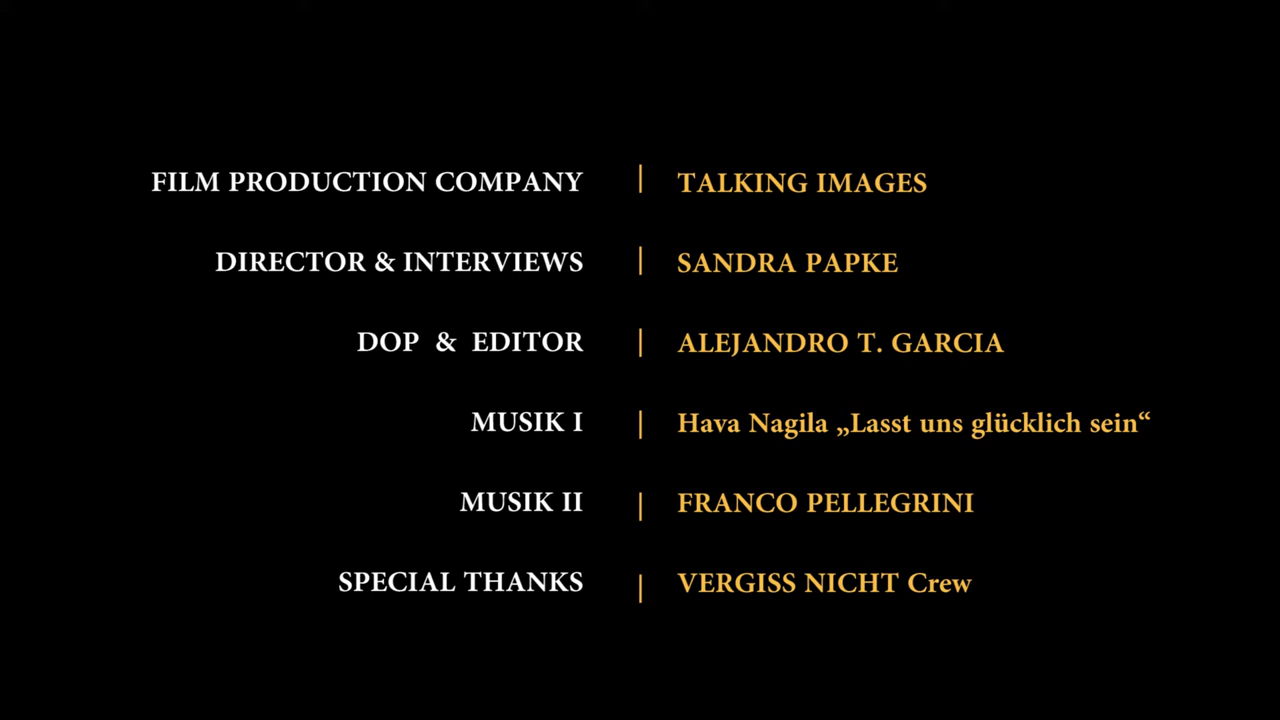 FILM PRODUCTION COMPANY | TALKING IMAGES
DIRECTOR & INTERVIEWS | SANDRA PAPKE
DOP & EDITOR | ALEJANDRO T. GARCIA
MUSIK I | Hava Nagila „Lasst uns glücklich sein“
MUSIK II | FRANCO PELLEGRINI
SPECIAL THANKS | VERGISS NICHT Crew